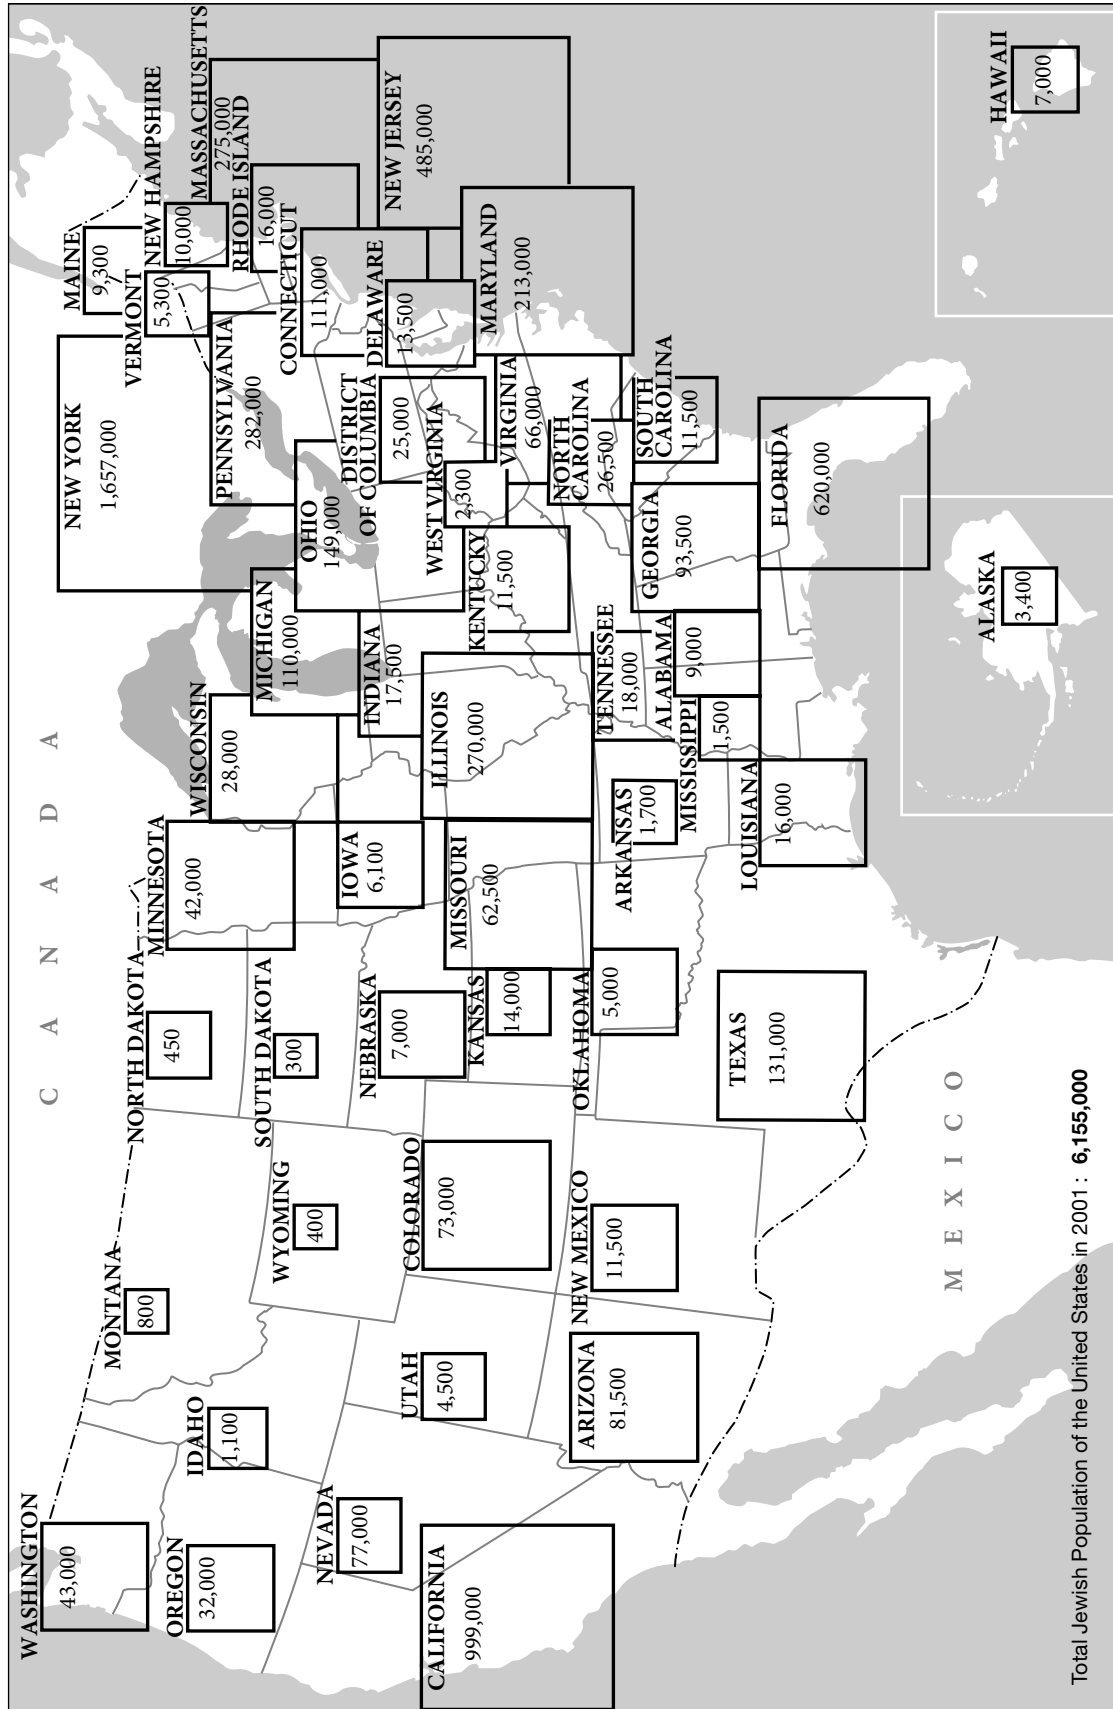 CANADA
WASHINGTON
43,000
OREGON
32,000
IDAHO
1,100
MONTANA
800
NORTH DAKOTA
450
MINNESOTA
42,000
WISCONSIN
28,000
MICHIGAN
110,000
NEW YORK
1,657,000
VERMONT
5,300
MAINE
9,300
NEW HAMPSHIRE
10,000
MASSACHUSETTS
275,000
RHODE ISLAND
16,000
CONNECTICUT
111,000
PENNSYLVANIA
282,000
NEW JERSEY
485,000
DELAWARE
13,500
MARYLAND
213,000
DISTRICT
OF COLUMBIA
25,000
OHIO
149,000
WEST VIRGINIA
2,300
VIRGINIA
66,000
KENTUCKY
11,500
INDIANA
17,500
ILLINOIS
270,000
IOWA
6,100
SOUTH DAKOTA
300
WYOMING
400
NEBRASKA
7,000
NEVADA
77,000
UTAH
4,500
COLORADO
73,000
KANSAS
14,000
MISSOURI
62,500
CALIFORNIA
999,000
ARIZONA
81,500
NEW MEXICO
11,500
OKLAHOMA
5,000
ARKANSAS
1,700
TENNESSEE
18,000
NORTH
CAROLINA
26,500
SOUTH
CAROLINA
11,500
GEORGIA
93,500
ALABAMA
9,000
MISSISSIPPI
1,500
LOUISIANA
16,000
TEXAS
131,000
FLORIDA
620,000
MEXICO
ALASKA
3,400
HAWAII
7,000
Total Jewish Population of the United States in 2001 : 6,155,000